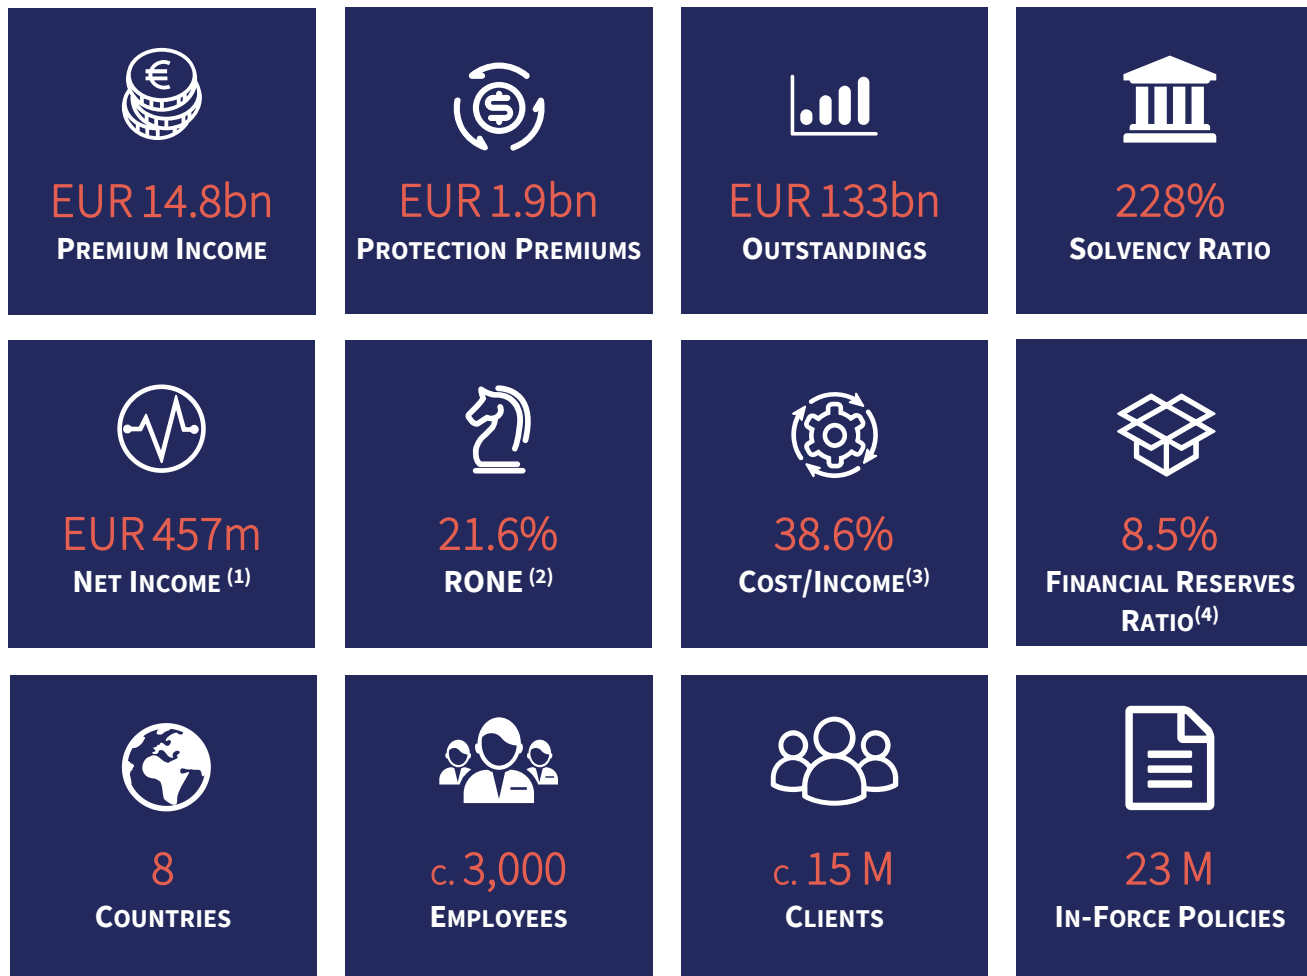 EUR 14.8bn
PREMIUM INCOME
EUR 1.9bn
PROTECTION PREMIUMS
EUR 133bn
OUTSTANDINGS
228%
SOLVENCY RATIO
EUR 457m
NET INCOME (1)
21.6%
RONE (2)
38.6%
COST/INCOME(3)
8.5%
FINANCIAL RESERVES
RATIO(4)
8
COUNTRIES
c. 3,000
EMPLOYEES
c. 15 M
CLIENTS
23 M
IN-FORCE POLICIES